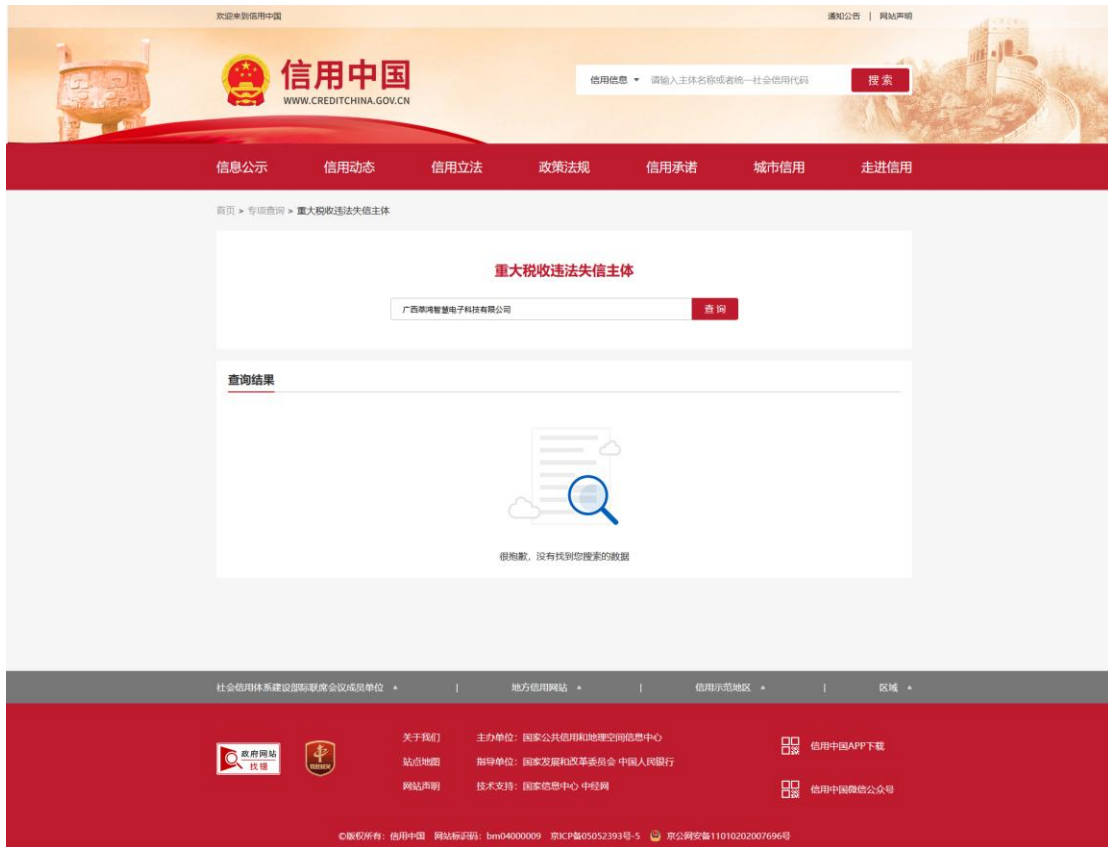 欢迎来到信用中国
通知公告 | 网站声明
信用中国
WWW.CREDITCHINA.GOV.CN
信用信息 请输入主体名称或者统一社会信用代码 搜索
信息公示 信用动态 信用立法 政策法规 信用承诺 城市信用 走进信用
首页 > 专项查询 > 重大税收违法失信主体
重大税收违法失信主体
广西萃鸿智慧电子科技有限公司 查询
查询结果
很抱歉，没有找到您搜索的数据
社会信用体系建设部际联席会议成员单位 | 地方信用网站 | 信用示范地区 | 区域
政府网站
找错
关于我们 主办单位：国家公共信用和地理空间信息中心
站点地图 指导单位：国家发展和改革委员会 中国人民银行
网站声明 技术支持：国家信息中心 中经网
信用中国APP下载
信用中国微信公众号
©版权所有：信用中国 网站标识码：bm04000009 京ICP备05052393号-5 京公网安备11010202007696号